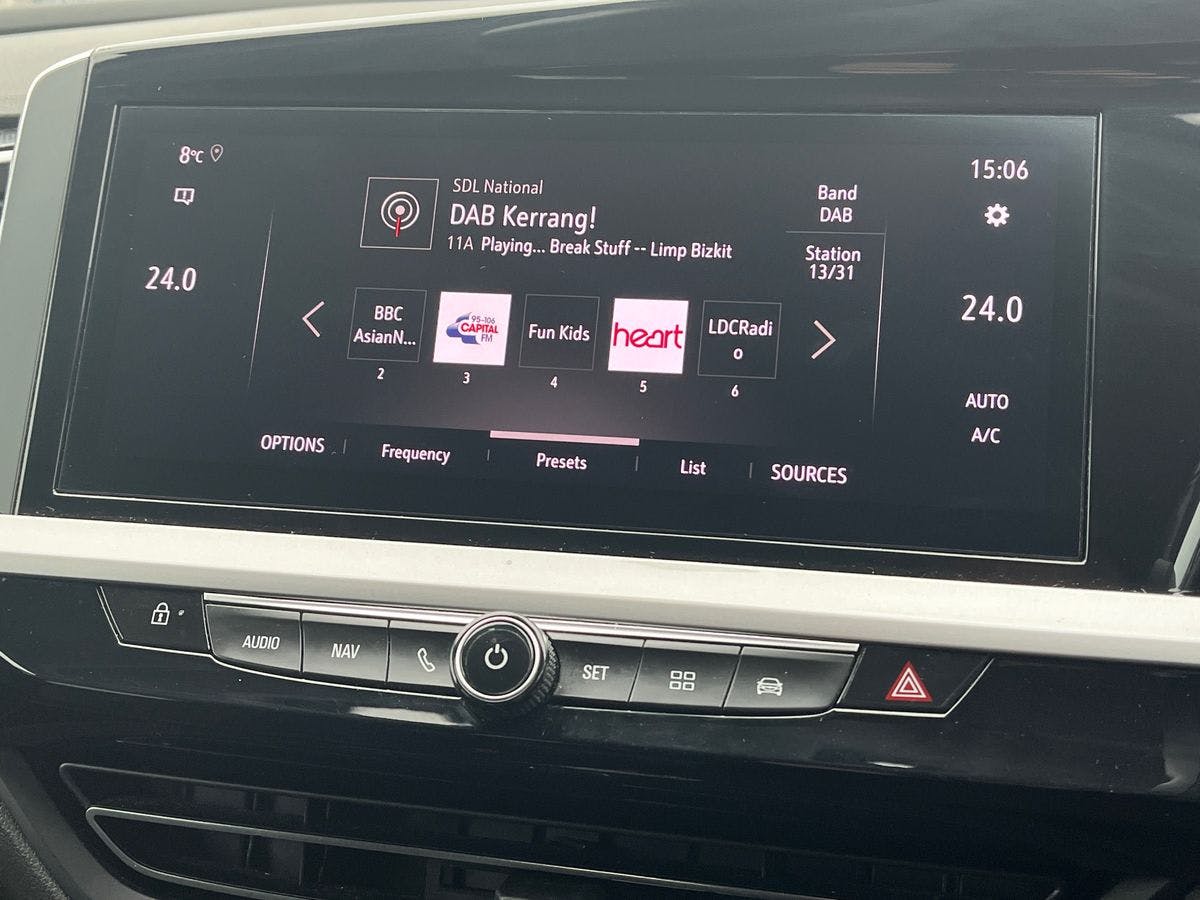 8°C
24.0
SDL National
DAB Kerrang!
11A Playing... Break Stuff -- Limp Bizkit
Band
DAB
Station
13/31
15:06
24.0
AUTO
A/C
BBC
AsianN...
2
95-106
CAPITAL
FM
3
Fun Kids
4
heart
5
LDCRadi
o
6
OPTIONS
Frequency
Presets
List
SOURCES
AUDIO
NAV
SET